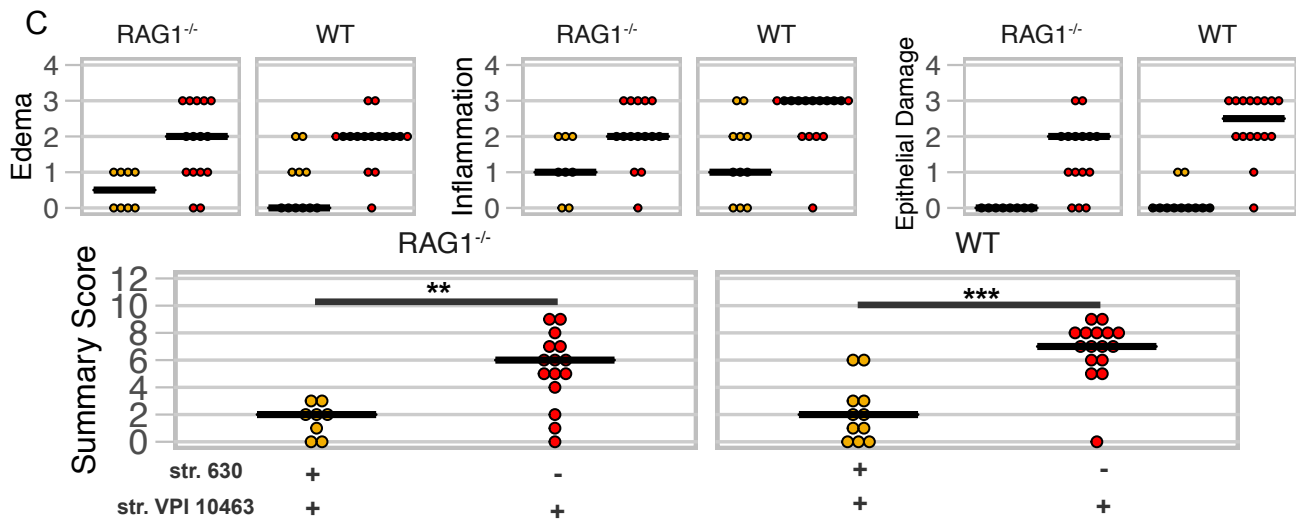 C
RAG1-/- WT RAG1-/- WT RAG1-/- WT
Edema
4
3
2
1
0
Inflammation
4
3
2
1
0
Epithelial Damage
4
3
2
1
0
RAG1-/- WT
Summary Score
12
10
8
6
4
2
0
** ***
str. 630 + - + -
str. VPI 10463 + + + +